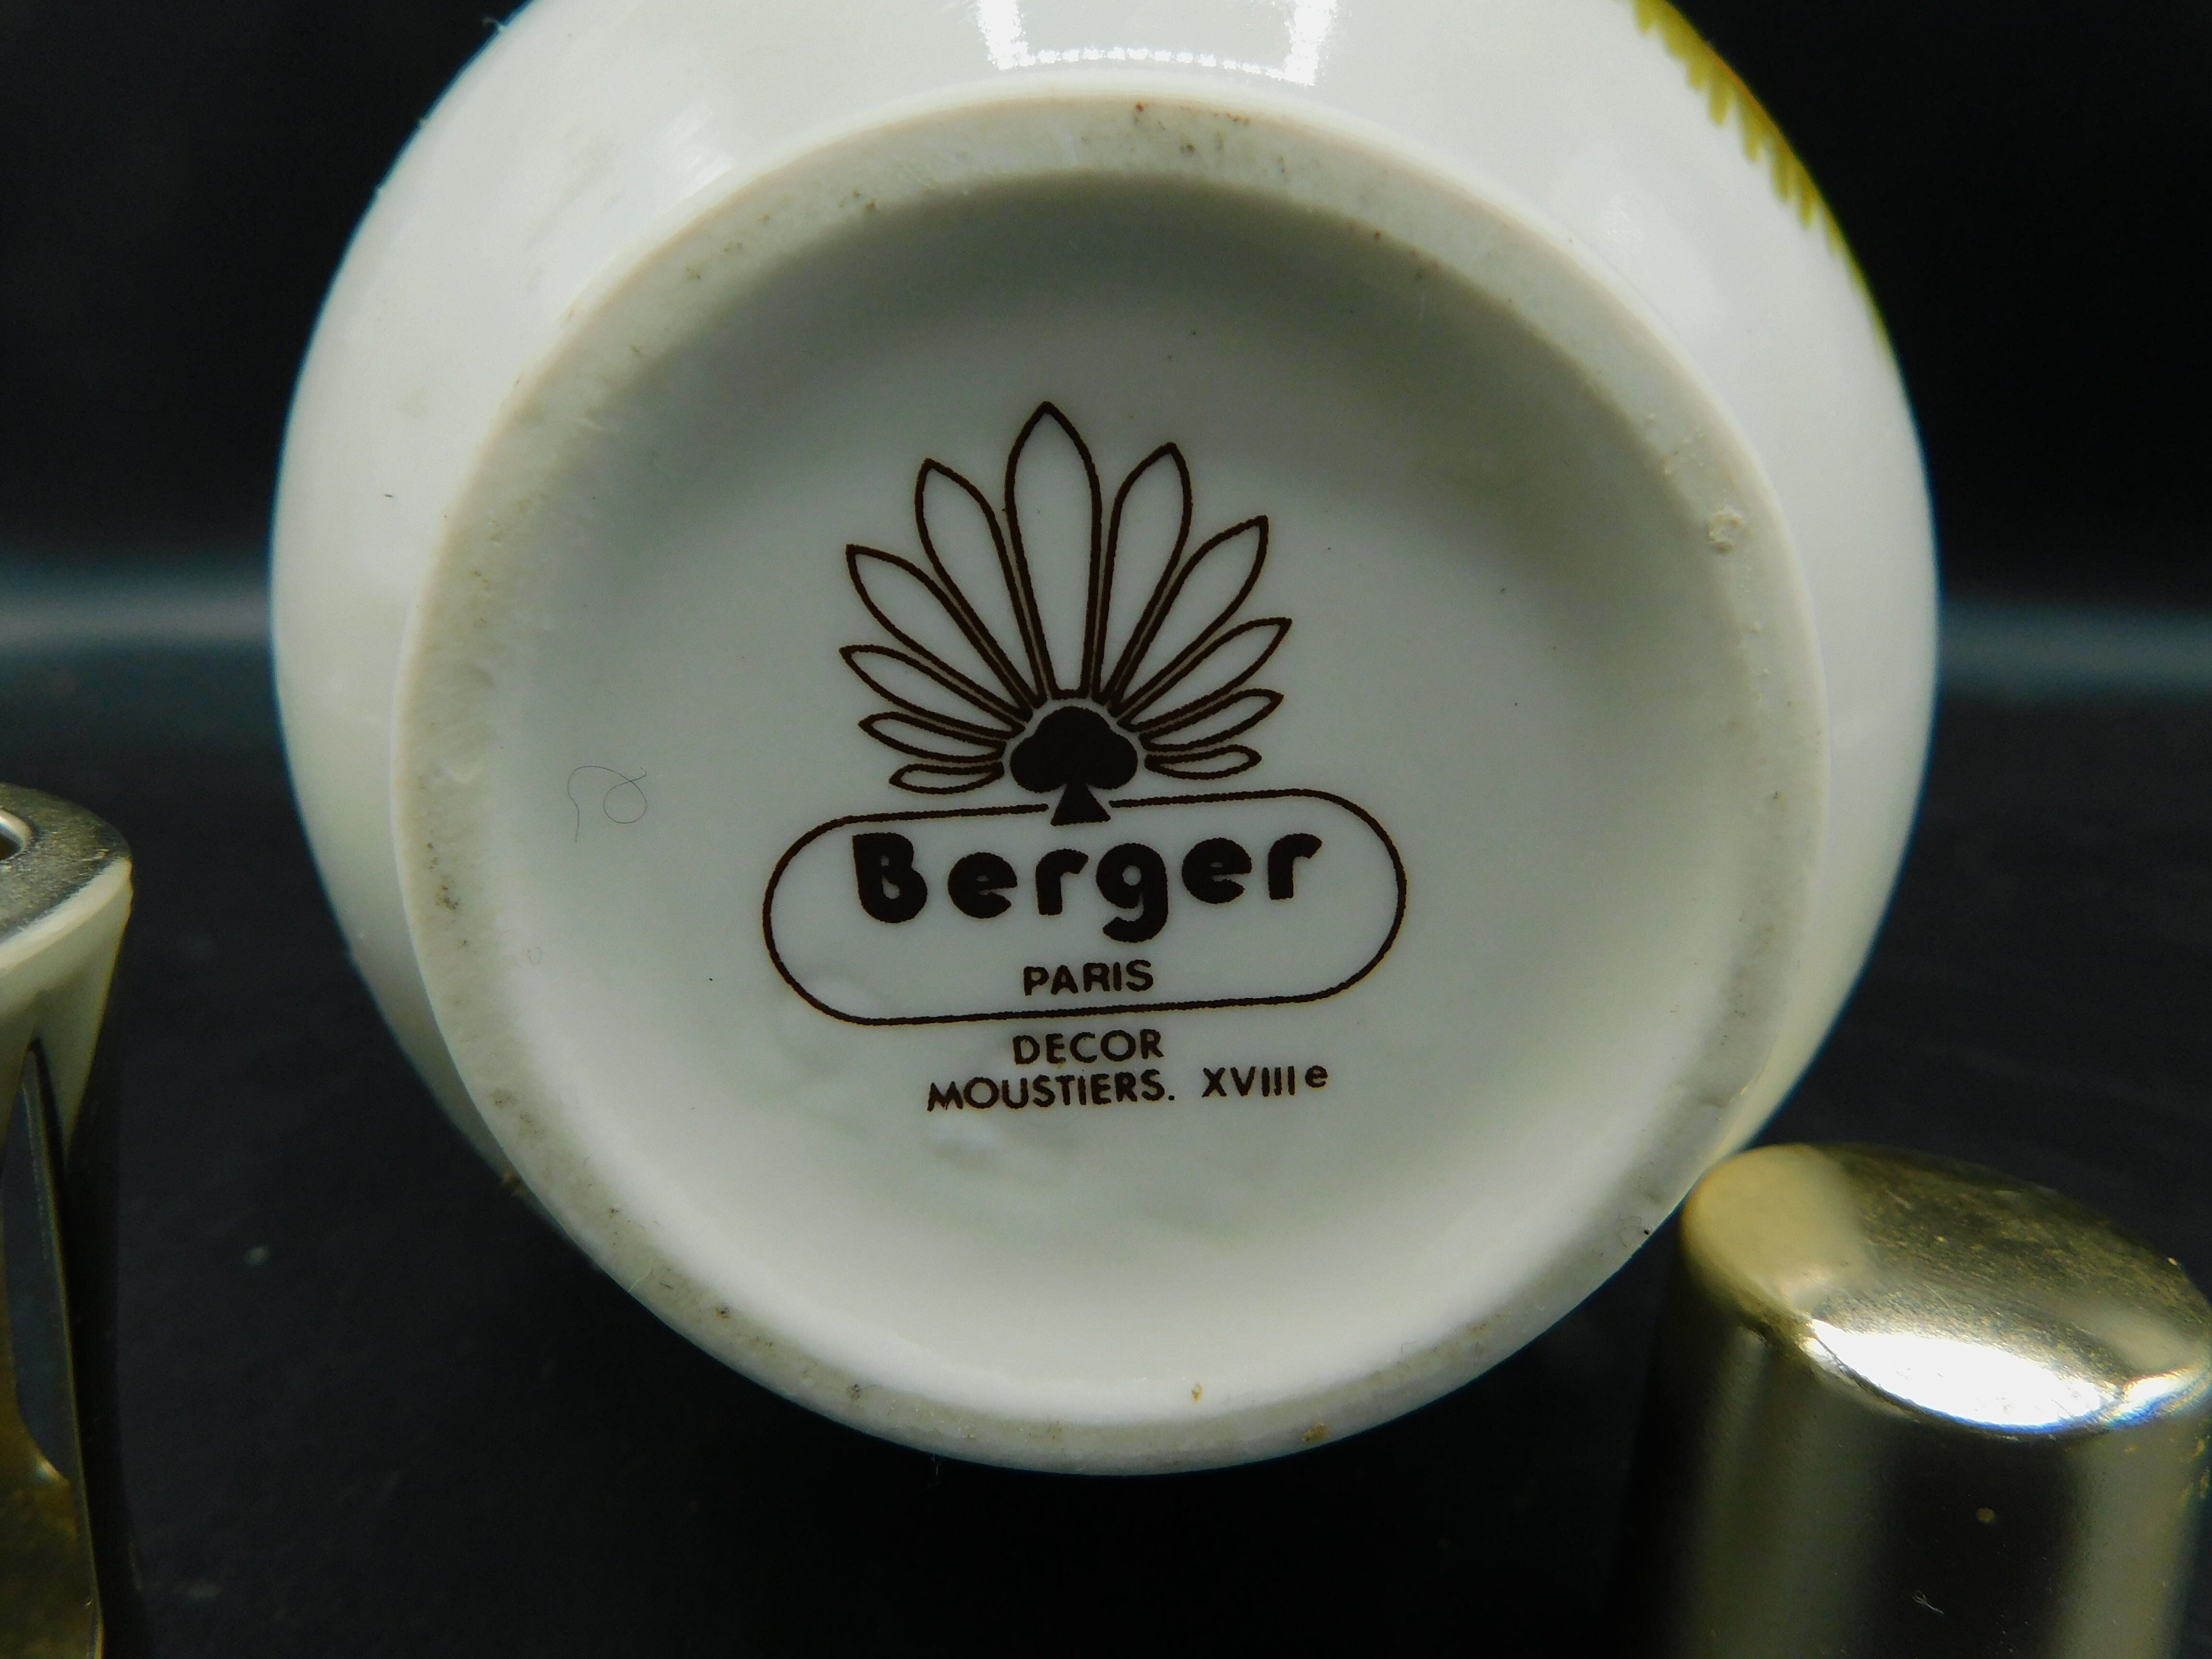 Berger
PARIS
DECOR
MOUSTIERS. XVIIIe